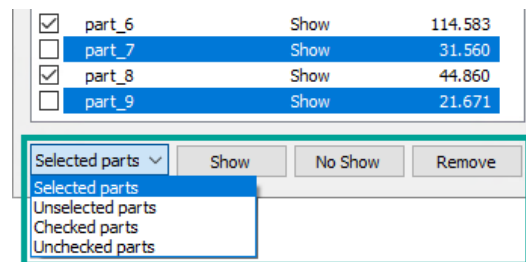 part_6 Show 114.583
part_7 Show 31.560
part_8 Show 44.860
part_9 Show 21.671
Selected parts Show No Show Remove
Selected parts
Unselected parts
Checked parts
Unchecked parts